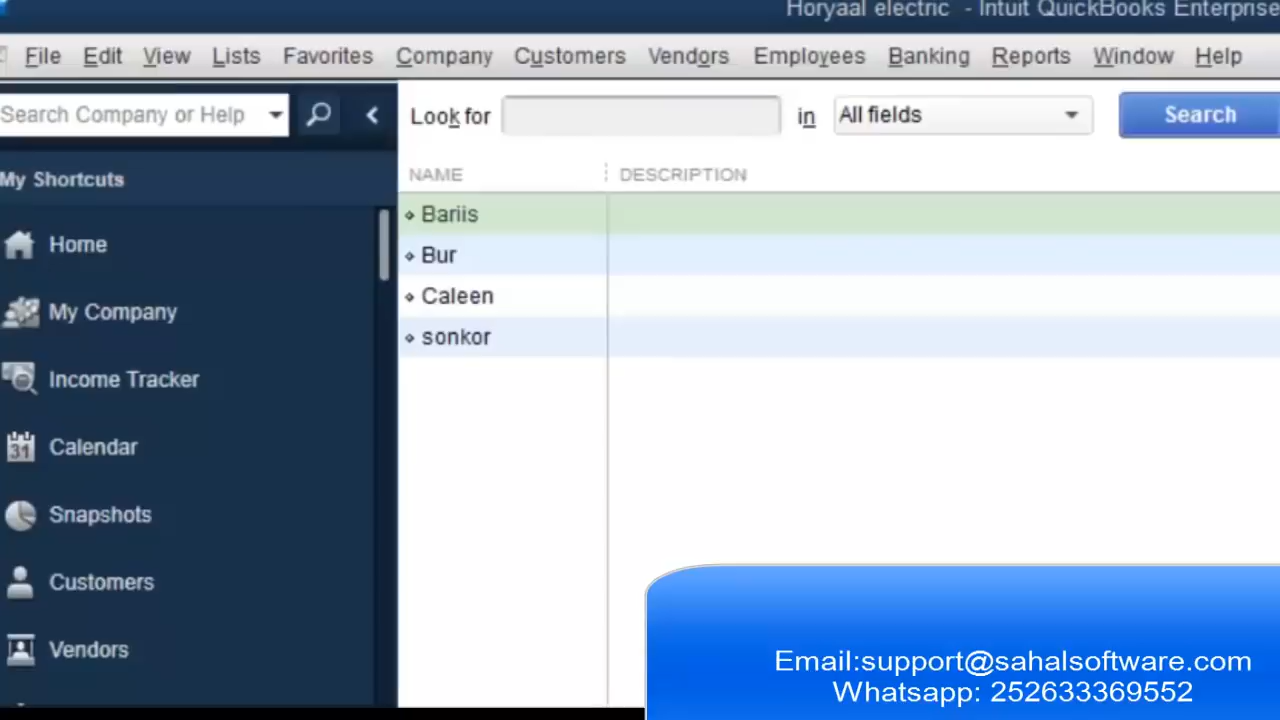 Horyaal electric - Intuit QuickBooks Enterprise
File Edit View Lists Favorites Company Customers Vendors Employees Banking Reports Window Help
Search Company or Help
Look for in All fields Search
My Shortcuts
NAME DESCRIPTION
Bariis
Home
Bur
Caleen
My Company
sonkor
Income Tracker
31 Calendar
Snapshots
Customers
Vendors
Email:support@sahalsoftware.com
Whatsapp: 252633369552